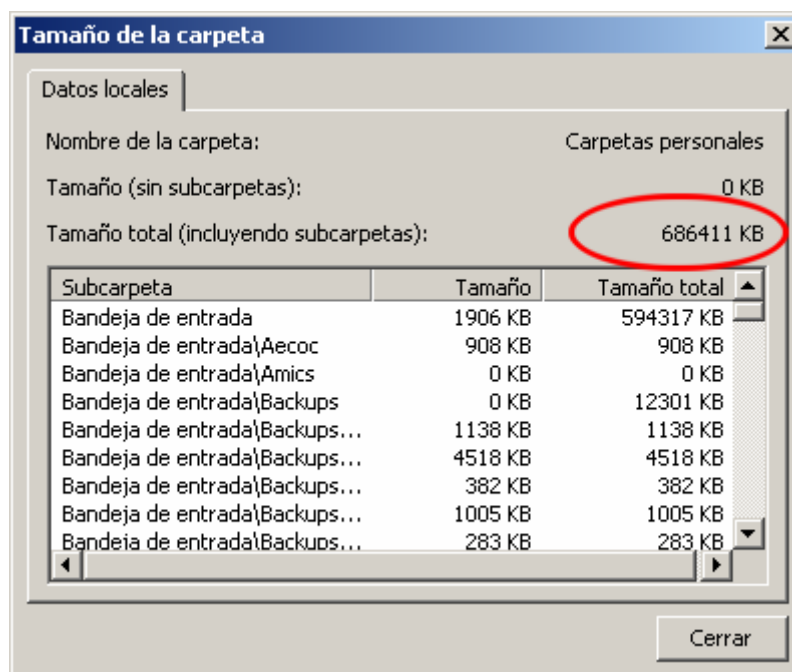 Tamaño de la carpeta
Datos locales
Nombre de la carpeta: Carpetas personales
Tamaño (sin subcarpetas): 0 KB
Tamaño total (incluyendo subcarpetas): 686411 KB
Subcarpeta Tamaño Tamaño total
Bandeja de entrada 1906 KB 594317 KB
Bandeja de entrada\Aecoc 908 KB 908 KB
Bandeja de entrada\Amics 0 KB 0 KB
Bandeja de entrada\Backups 0 KB 12301 KB
Bandeja de entrada\Backups... 1138 KB 1138 KB
Bandeja de entrada\Backups... 4518 KB 4518 KB
Bandeja de entrada\Backups... 382 KB 382 KB
Bandeja de entrada\Backups... 1005 KB 1005 KB
Bandeja de entrada\Backups... 283 KB 283 KB
Cerrar